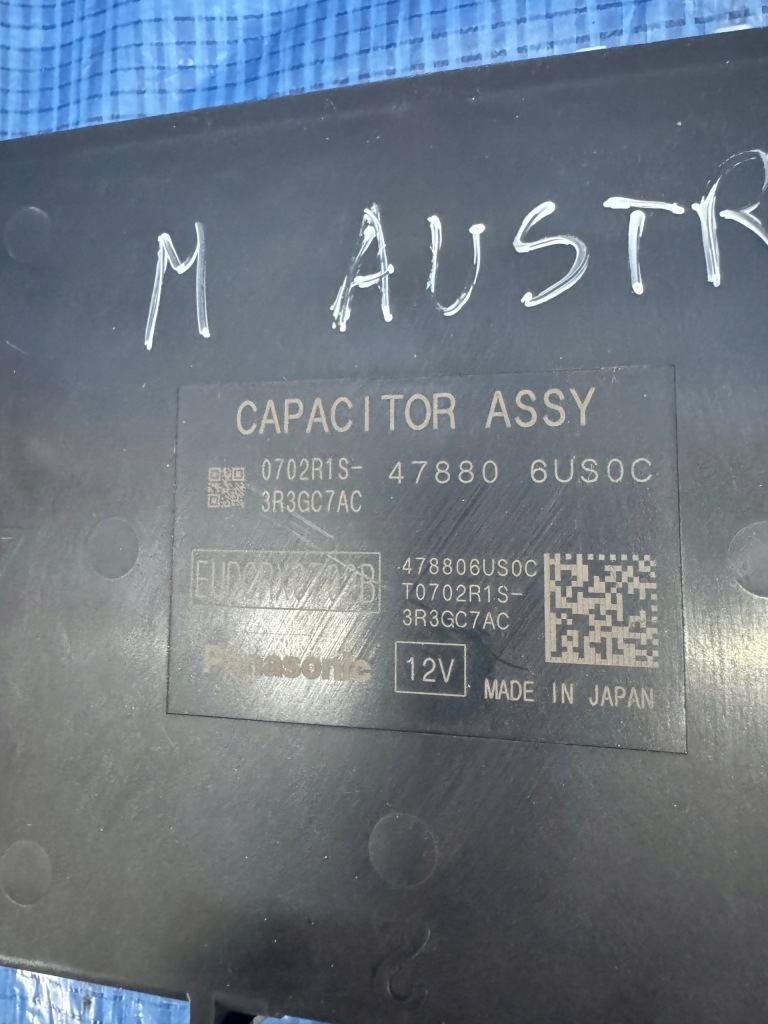 M AUSTR
CAPACITOR ASSY
0702R1S-
3R3GC7AC
47880 6US0C
478806US0C
T0702R1S-
3R3GC7AC
Panasonic
12V
MADE IN JAPAN